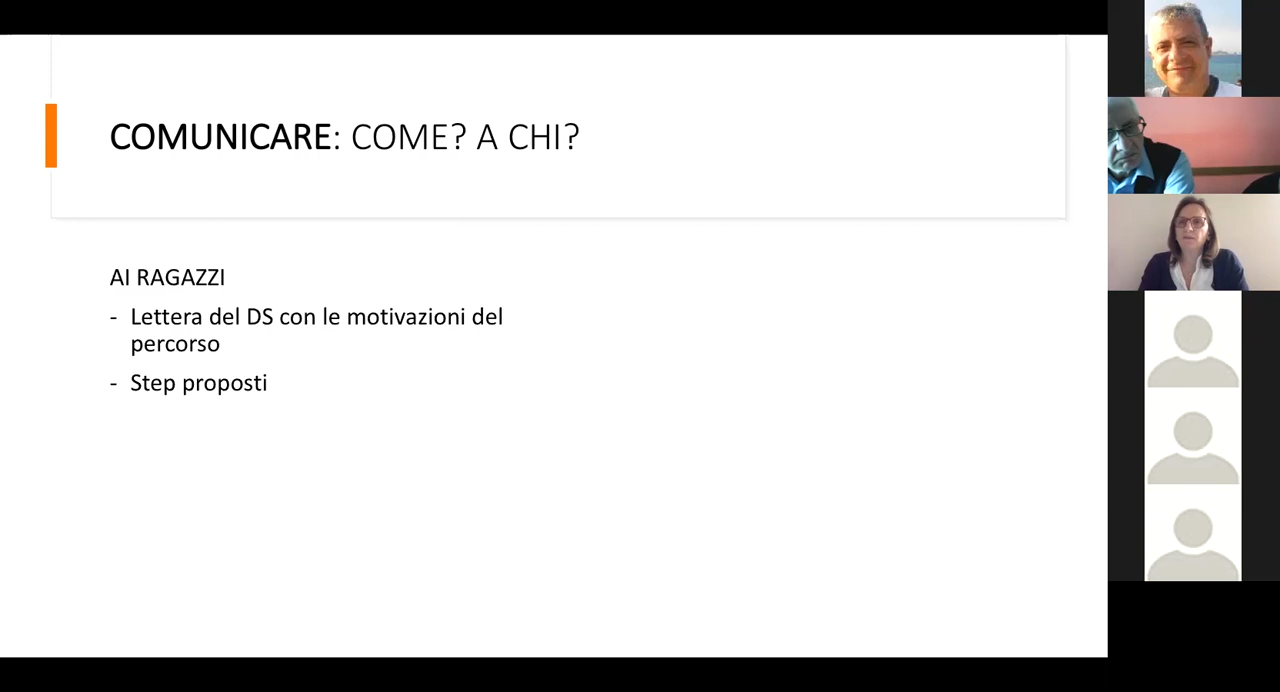 COMUNICARE: COME? A CHI?
AI RAGAZZI
- Lettera del DS con le motivazioni del
percorso
- Step proposti